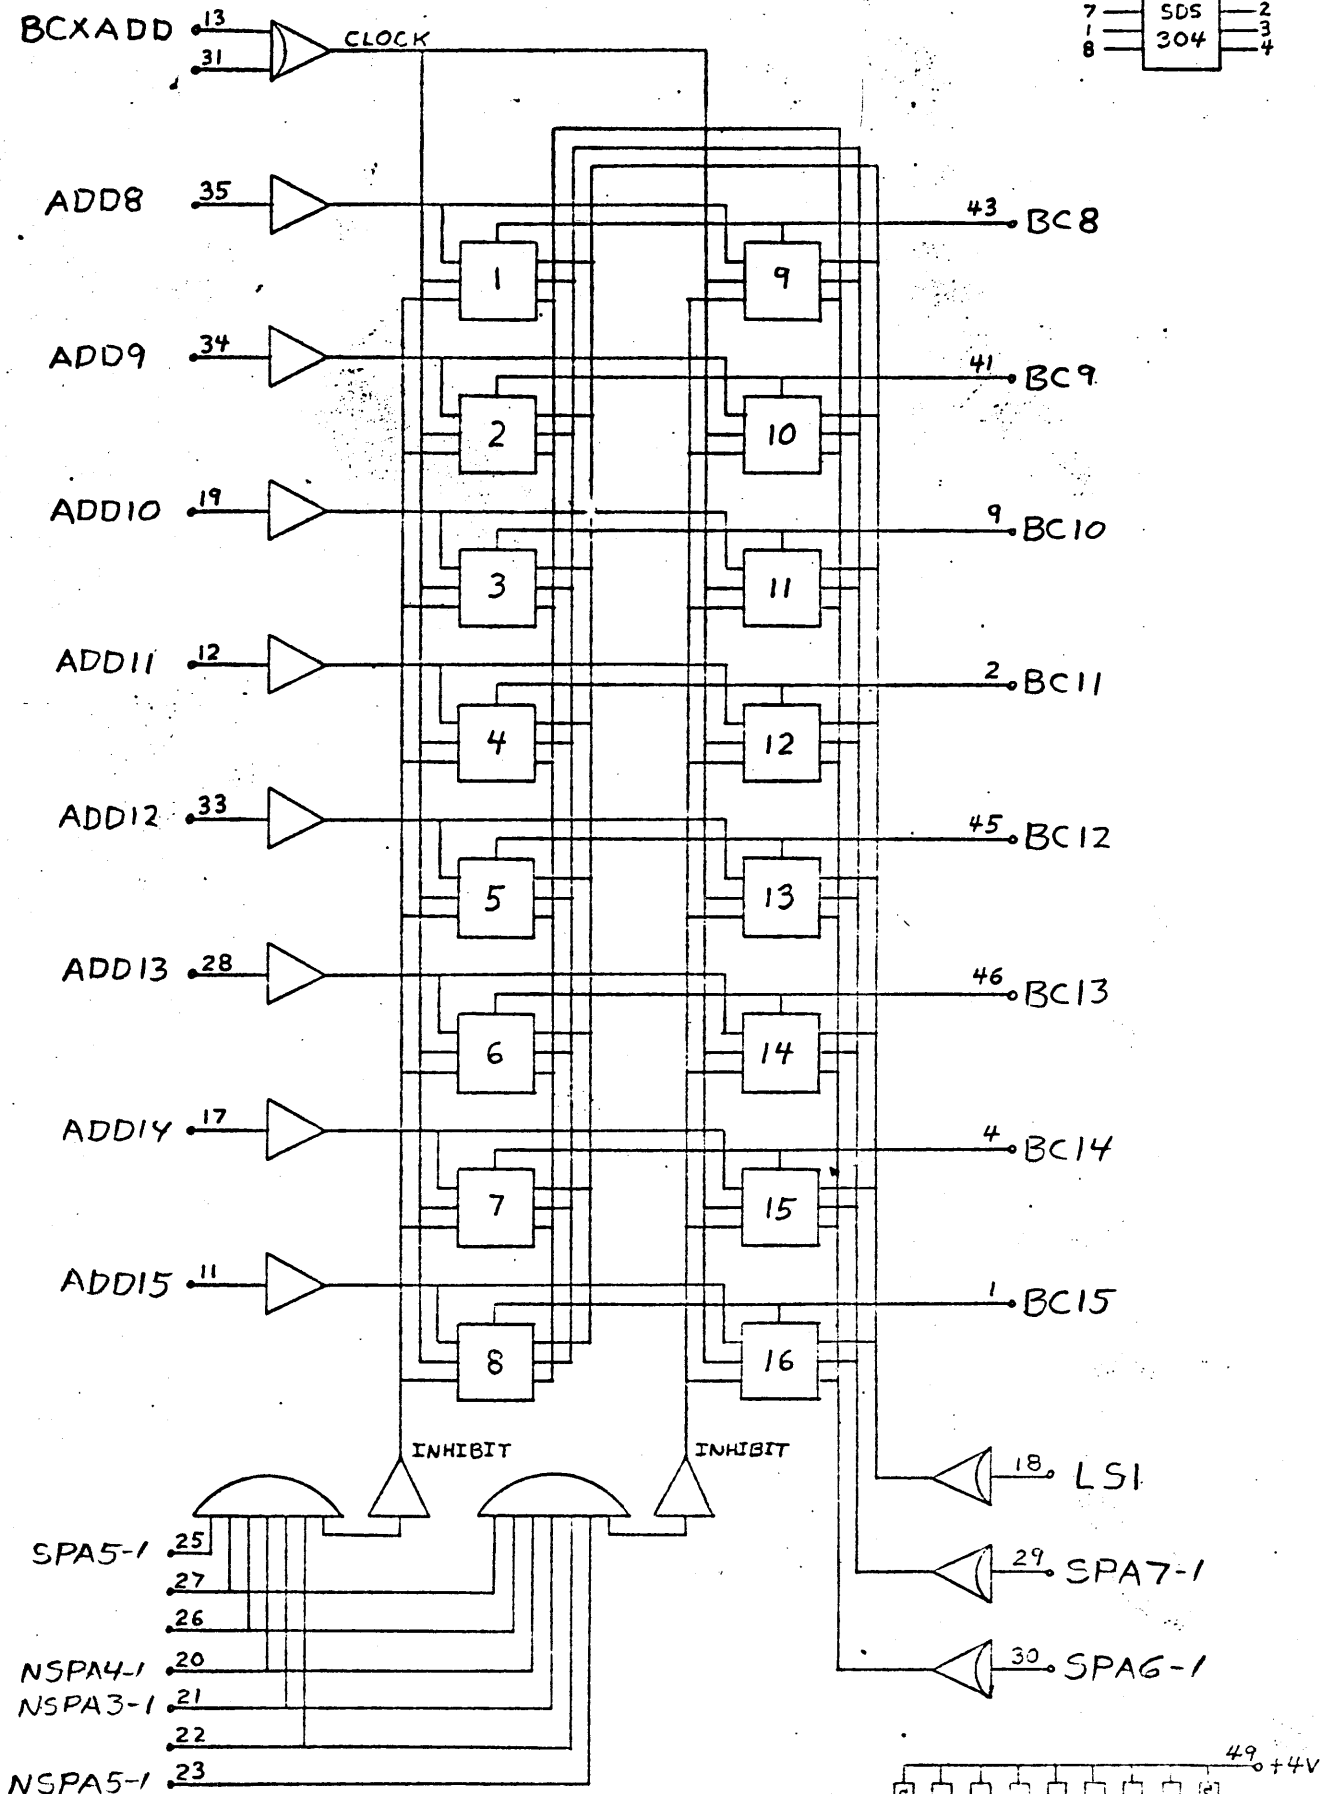 BCXADD 13
31
CLOCK
7 SDS 2
1 304 3
8 4
ADD8 35
43 BC8
1 9
ADD9 34
41 BC9
2 10
ADD10 19
9 BC10
3 11
ADD11 12
2 BC11
4 12
ADD12 33
45 BC12
5 13
ADD13 28
46 BC13
6 14
ADD14 17
4 BC14
7 15
ADD15 11
1 BC15
8 16
INHIBIT INHIBIT
18 LS1
SPA5-1 25
27
29 SPA7-1
26
NSPA4-1 20
30 SPA6-1
NSPA3-1 21
22
NSPA5-1 23
49 +4V